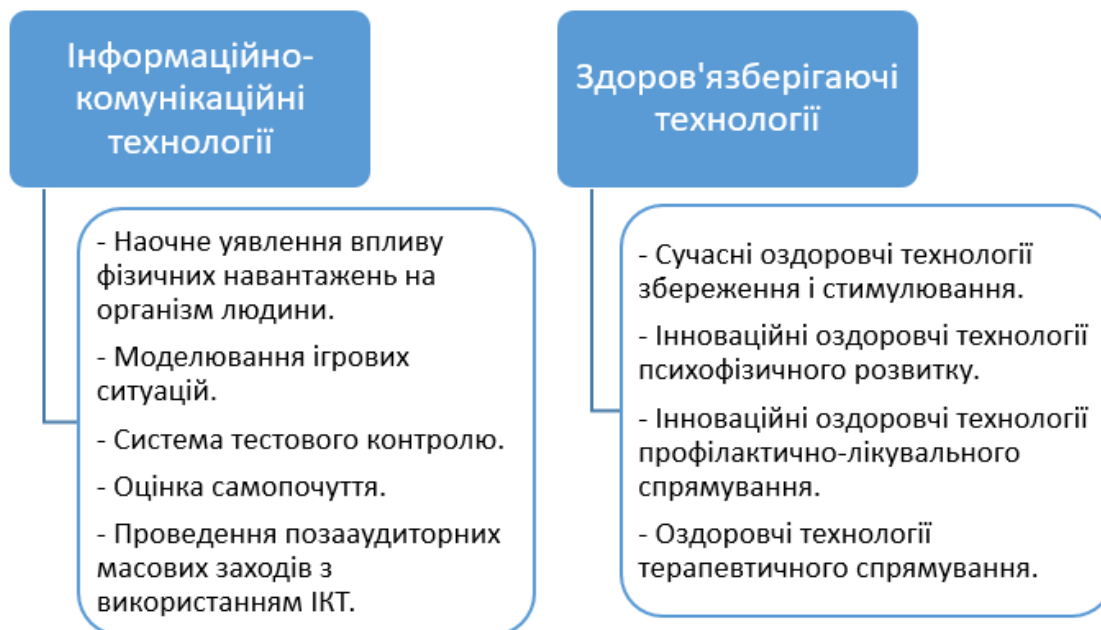 Інформаційно-
комунікаційні
технології
- Наочне уявлення впливу
фізичних навантажень на
організм людини.
- Моделювання ігрових
ситуацій.
- Система тестового контролю.
- Оцінка самопочуття.
- Проведення позааудиторних
масових заходів з
використанням ІКТ.
Здоров'язберігаючі
технології
- Сучасні оздоровчі технології
збереження і стимулювання.
- Інноваційні оздоровчі технології
психофізичного розвитку.
- Інноваційні оздоровчі технології
профілактично-лікувального
спрямування.
- Оздоровчі технології
терапевтичного спрямування.